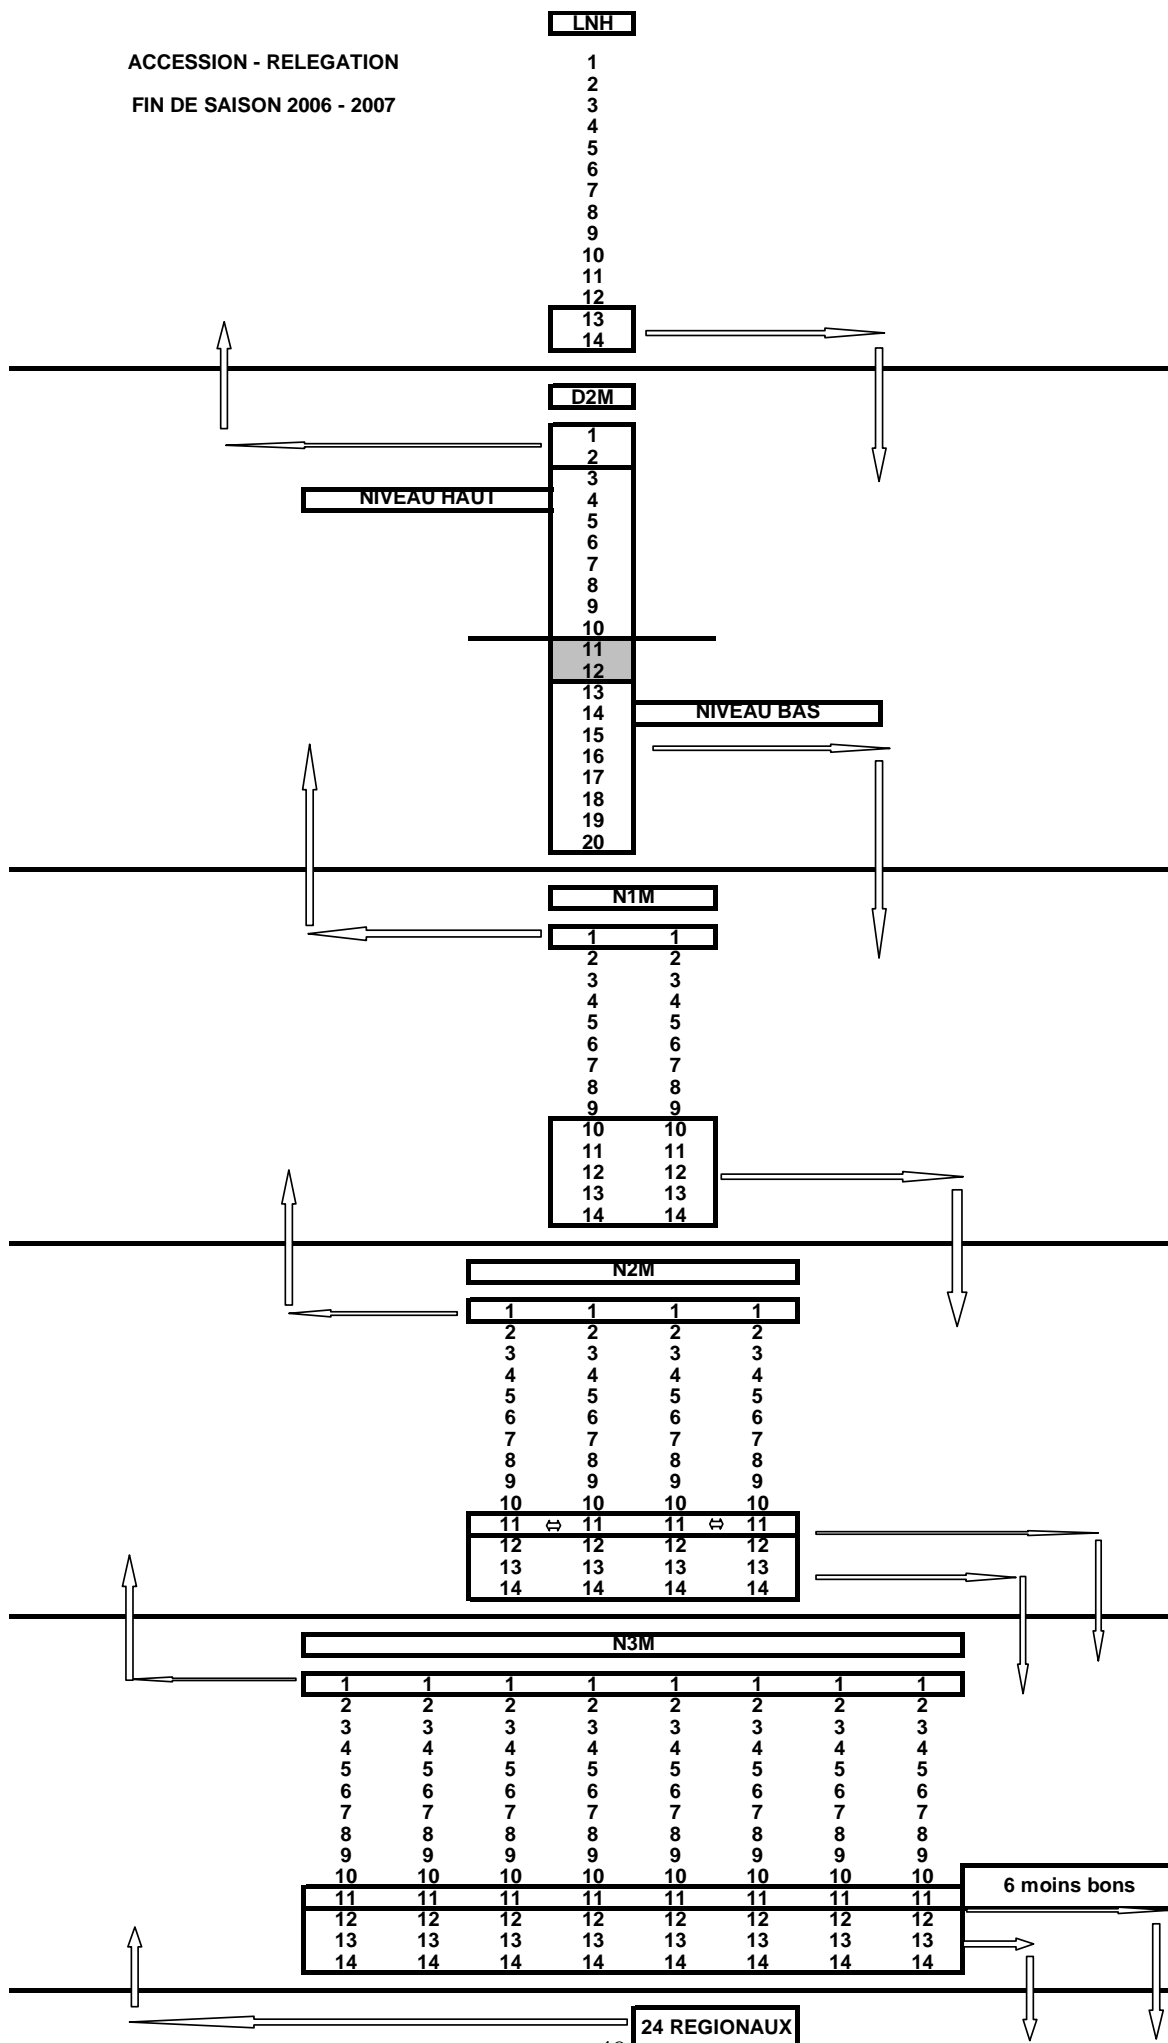 LNH
ACCESSION - RELEGATION 1
2
FIN DE SAISON 2006 - 2007 3
4
5
6
7
8
9
10
11
12
13
14
D2M
1
2
3
NIVEAU HAUT 4
5
6
7
8
9
10
11
12
13
14 NIVEAU BAS
15
16
17
18
19
20
N1M
1 1
2 2
3 3
4 4
5 5
6 6
7 7
8 8
9 9
10 10
11 11
12 12
13 13
14 14
N2M
1 1 1 1
2 2 2 2
3 3 3 3
4 4 4 4
5 5 5 5
6 6 6 6
7 7 7 7
8 8 8 8
9 9 9 9
10 10 10 10
11 ⇔ 11 11 ⇔ 11
12 12 12 12
13 13 13 13
14 14 14 14
N3M
1 1 1 1 1 1 1 1
2 2 2 2 2 2 2 2
3 3 3 3 3 3 3 3
4 4 4 4 4 4 4 4
5 5 5 5 5 5 5 5
6 6 6 6 6 6 6 6
7 7 7 7 7 7 7 7
8 8 8 8 8 8 8 8
9 9 9 9 9 9 9 9
10 10 10 10 10 10 10 10
6 moins bons
11 11 11 11 11 11 11 11
12 12 12 12 12 12 12 12
13 13 13 13 13 13 13 13
14 14 14 14 14 14 14 14
24 REGIONAUX